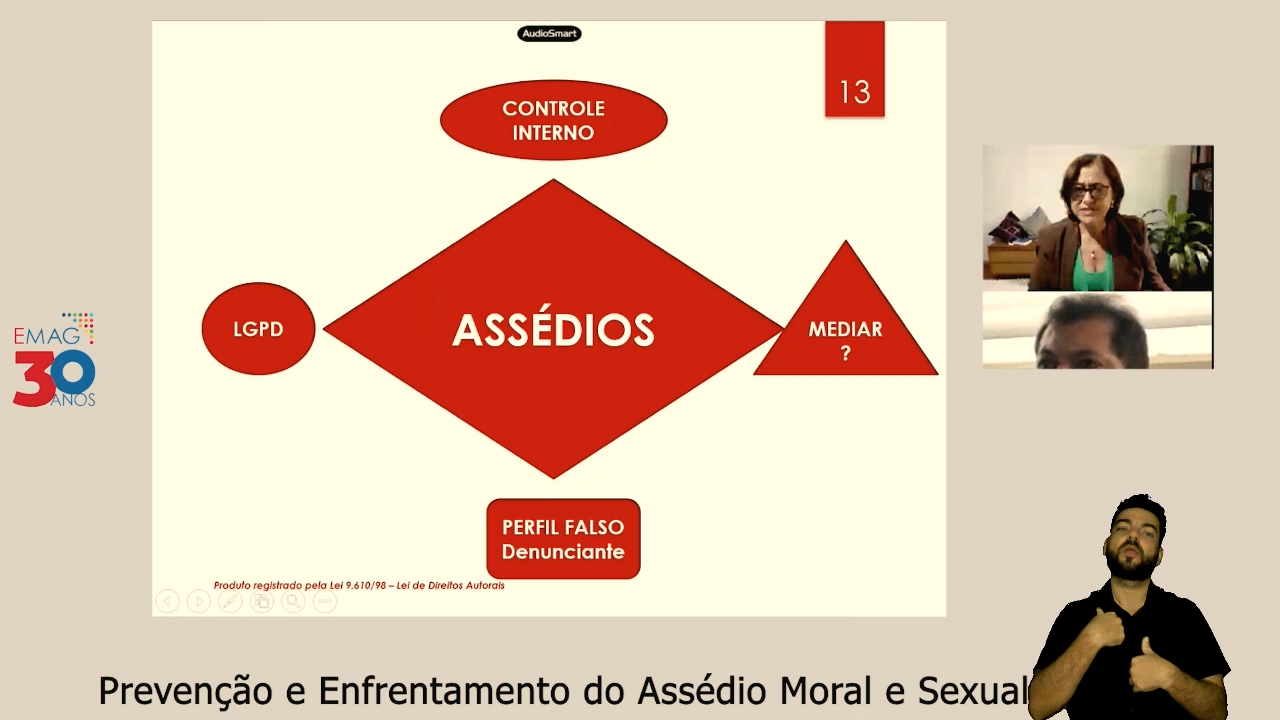 AudioSmart
13
CONTROLE
INTERNO
LGPD
ASSÉDIOS
MEDIAR
?
PERFIL FALSO
Denunciante
Produto registrado pela Lei 9.610/98 – Lei de Direitos Autorais
EMAG
30
ANOS
Prevenção e Enfrentamento do Assédio Moral e Sexual